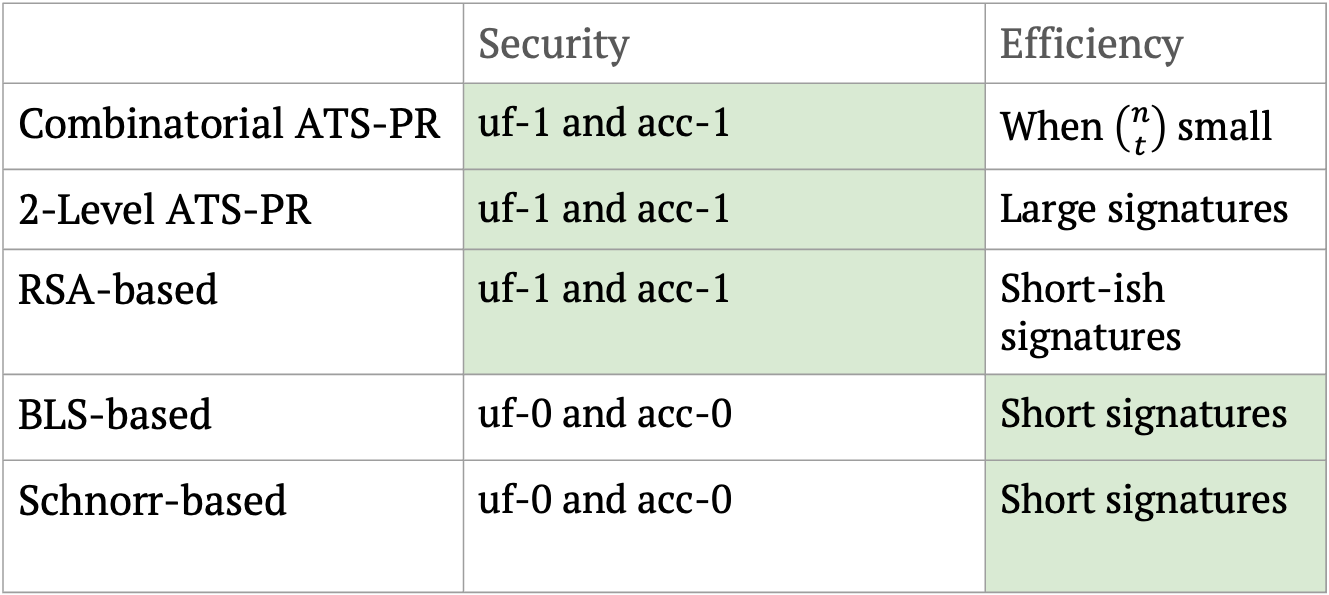 Security Efficiency
Combinatorial ATS-PR uf-1 and acc-1 When (n t) small
2-Level ATS-PR uf-1 and acc-1 Large signatures
RSA-based uf-1 and acc-1 Short-ish
signatures
BLS-based uf-0 and acc-0 Short signatures
Schnorr-based uf-0 and acc-0 Short signatures